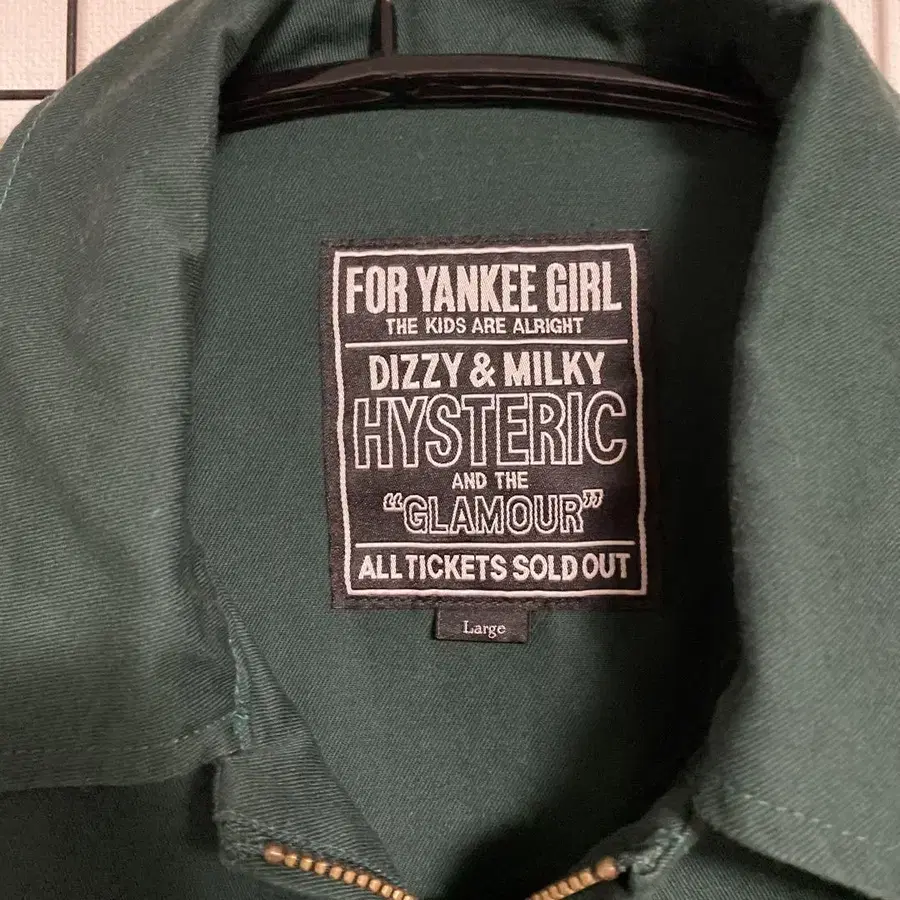 FOR YANKEE GIRL
THE KIDS ARE ALRIGHT
DIZZY & MILKY
HYSTERIC
AND THE
“GLAMOUR”
ALL TICKETS SOLD OUT
Large